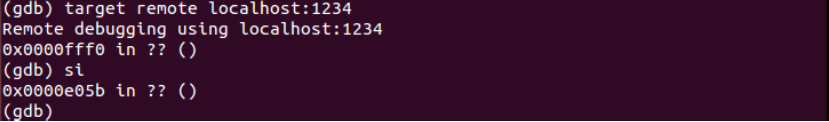 (gdb) target remote localhost:1234
Remote debugging using localhost:1234
0x0000fff0 in ?? ()
(gdb) si
0x0000e05b in ?? ()
(gdb)